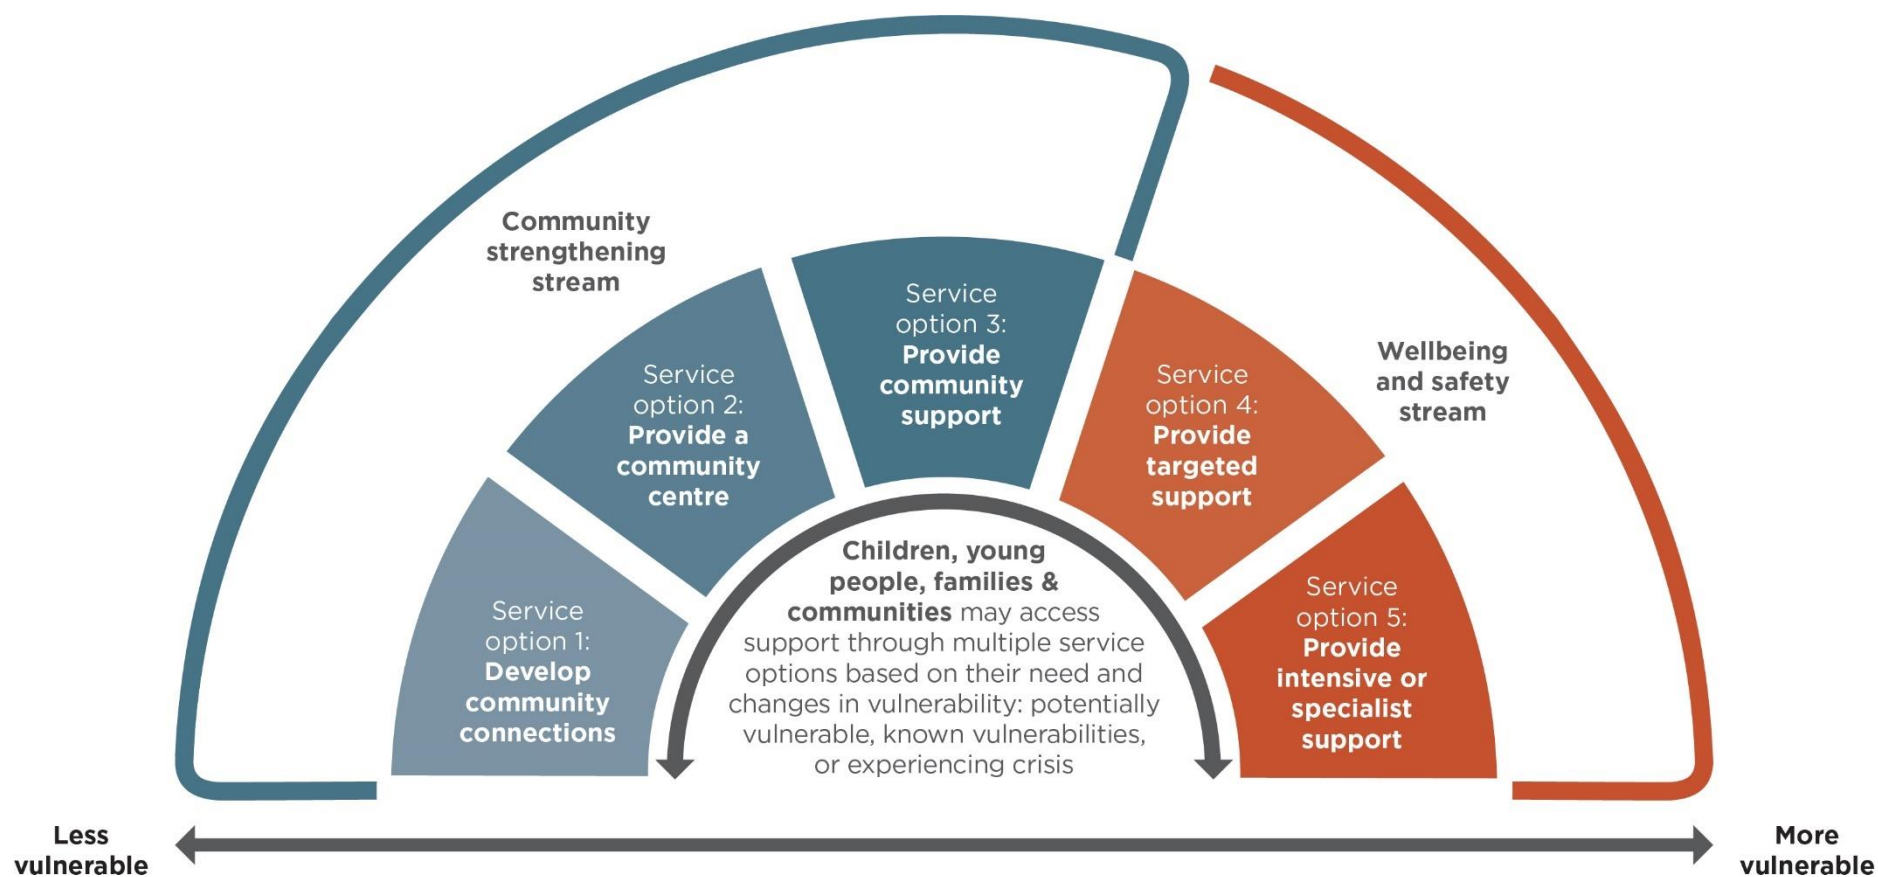 Community
strengthening
stream
Service
option 1:
Develop
community
connections
Service
option 2:
Provide a
community
centre
Service
option 3:
Provide
community
support
Service
option 4:
Provide
targeted
support
Service
option 5:
Provide
intensive or
specialist
support
Wellbeing
and safety
stream
Children, young
people, families &
communities may access
support through multiple service
options based on their need and
changes in vulnerability: potentially
vulnerable, known vulnerabilities,
or experiencing crisis
Less
vulnerable
More
vulnerable